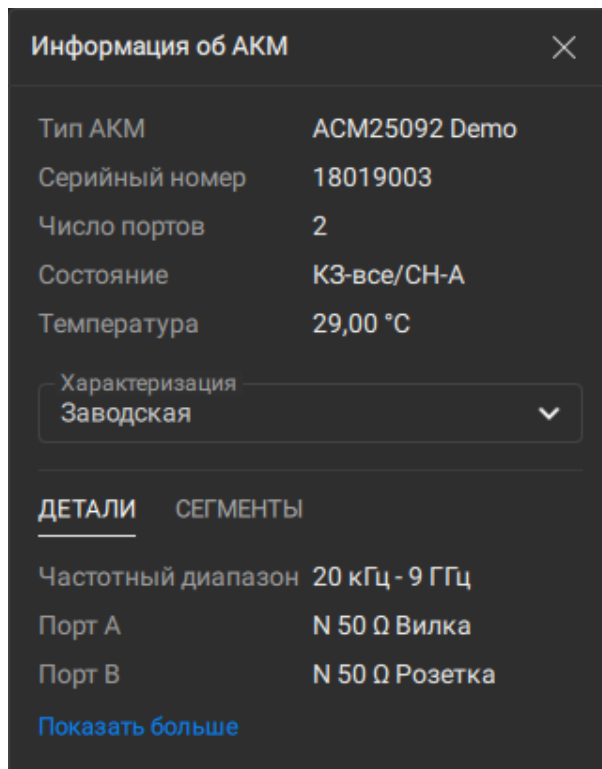 Информация об АКМ
Тип АКМ ACM25092 Demo
Серийный номер 18019003
Число портов 2
Состояние КЗ-все/СН-А
Температура 29,00 °C
Характеризация
Заводская
ДЕТАЛИ СЕГМЕНТЫ
Частотный диапазон 20 кГц - 9 ГГц
Порт A N 50 Ω Вилка
Порт B N 50 Ω Розетка
Показать больше